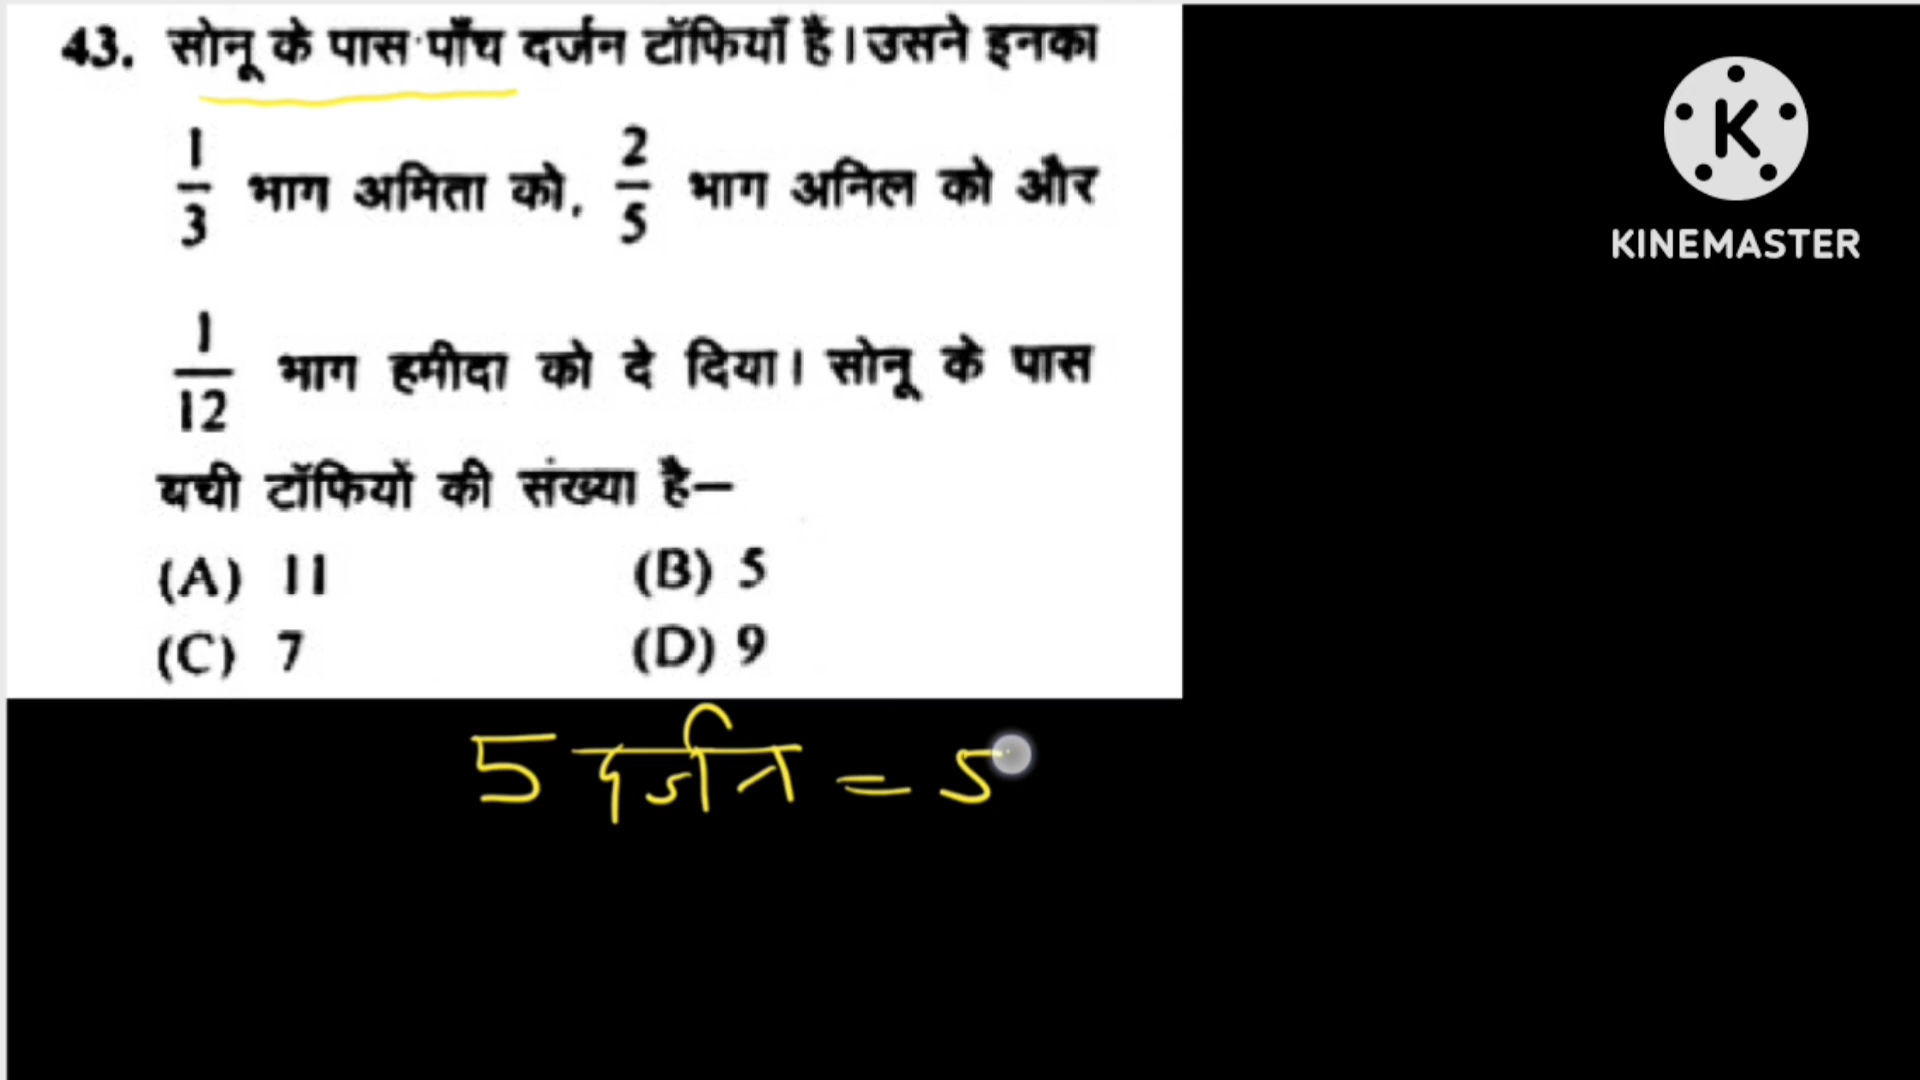 43. सोनू के पास पाँच दर्जन टॉफियाँ है। उसने इनका
1/3 भाग अमिता को, 2/5 भाग अनिल को और
1/12 भाग हमीदा को दे दिया। सोनू के पास
बची टॉफियों की संख्या है–
(A) 11 (B) 5
(C) 7 (D) 9
5 दर्जन = 5
K
KINEMASTER